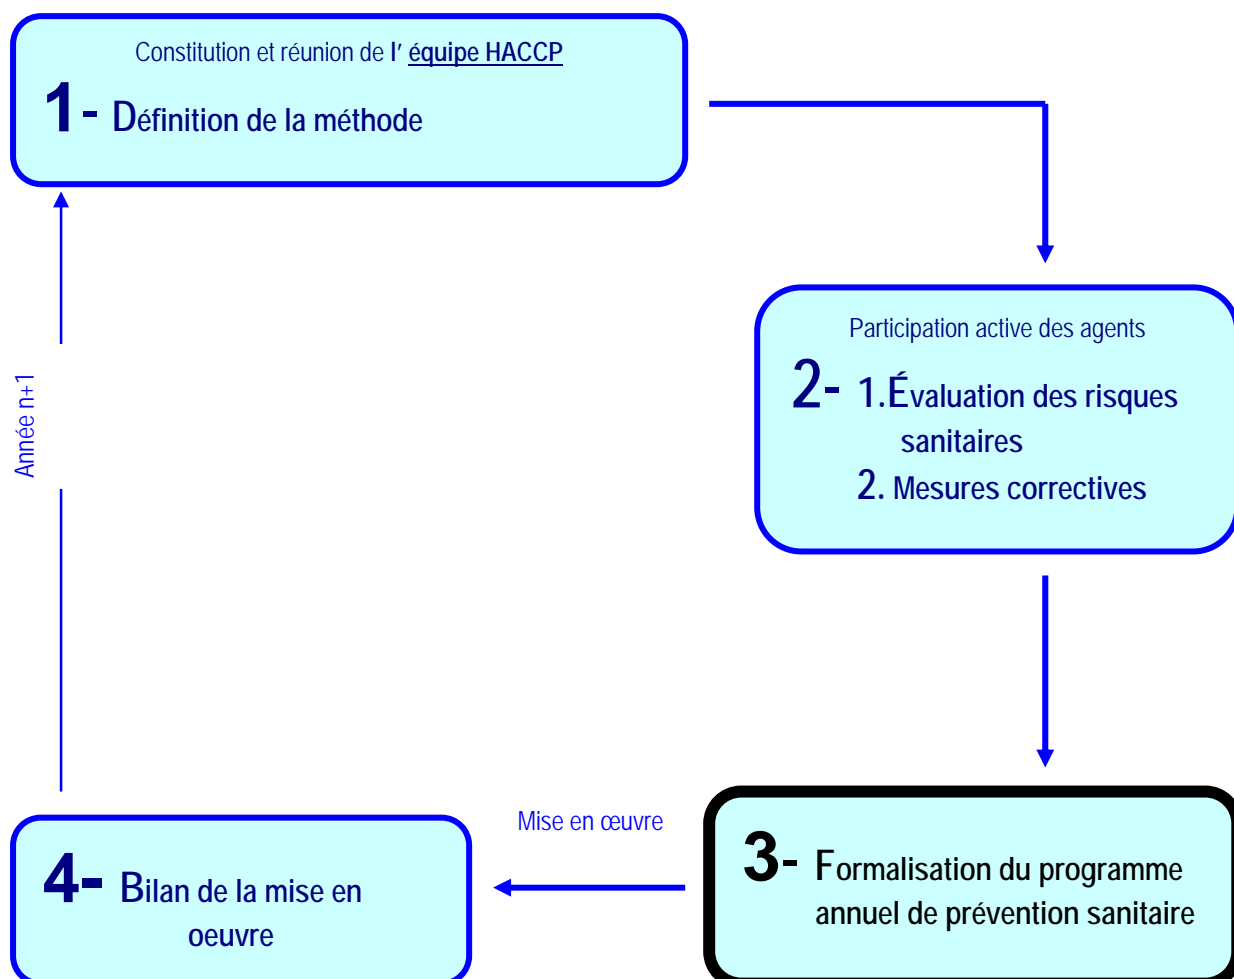 Constitution et réunion de l' équipe HACCP
1- Définition de la méthode
Participation active des agents
2- 1.Évaluation des risques
sanitaires
2. Mesures correctives
Année n+1
Mise en œuvre
3- Formalisation du programme
annuel de prévention sanitaire
4- Bilan de la mise en
oeuvre